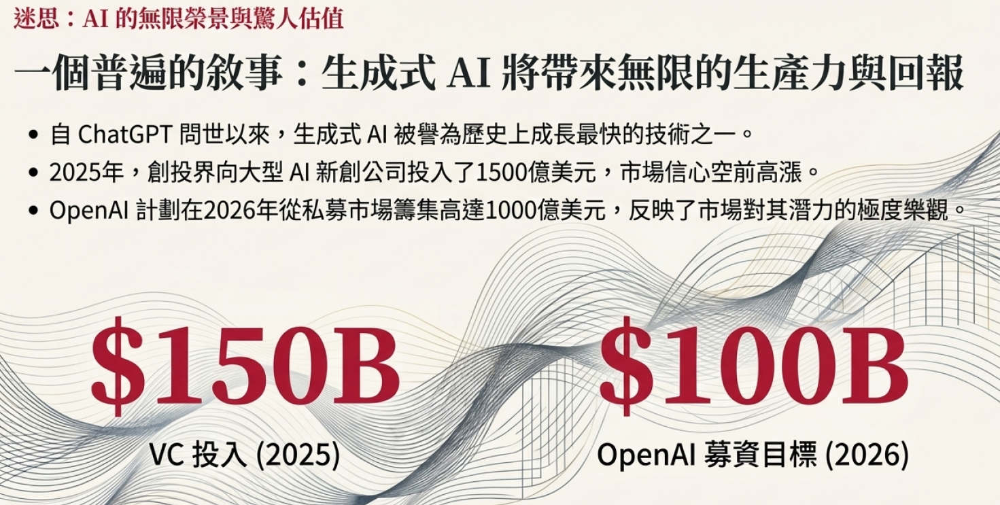 迷思：AI 的無限榮景與驚人估值
一個普遍的敘事：生成式 AI 將帶來無限的生產力與回報
• 自 ChatGPT 問世以來，生成式 AI 被譽為歷史上成長最快的技術之一。
• 2025年，創投界向大型 AI 新創公司投入了1500億美元，市場信心空前高漲。
• OpenAI 計劃在2026年從私募市場籌集高達1000億美元，反映了市場對其潛力的極度樂觀。
$150B
VC 投入 (2025)
$100B
OpenAI 募資目標 (2026)